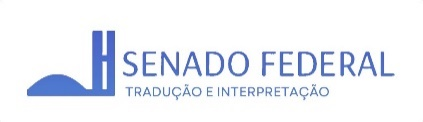 SENADO FEDERAL
TRADUÇÃO E INTERPRETAÇÃO